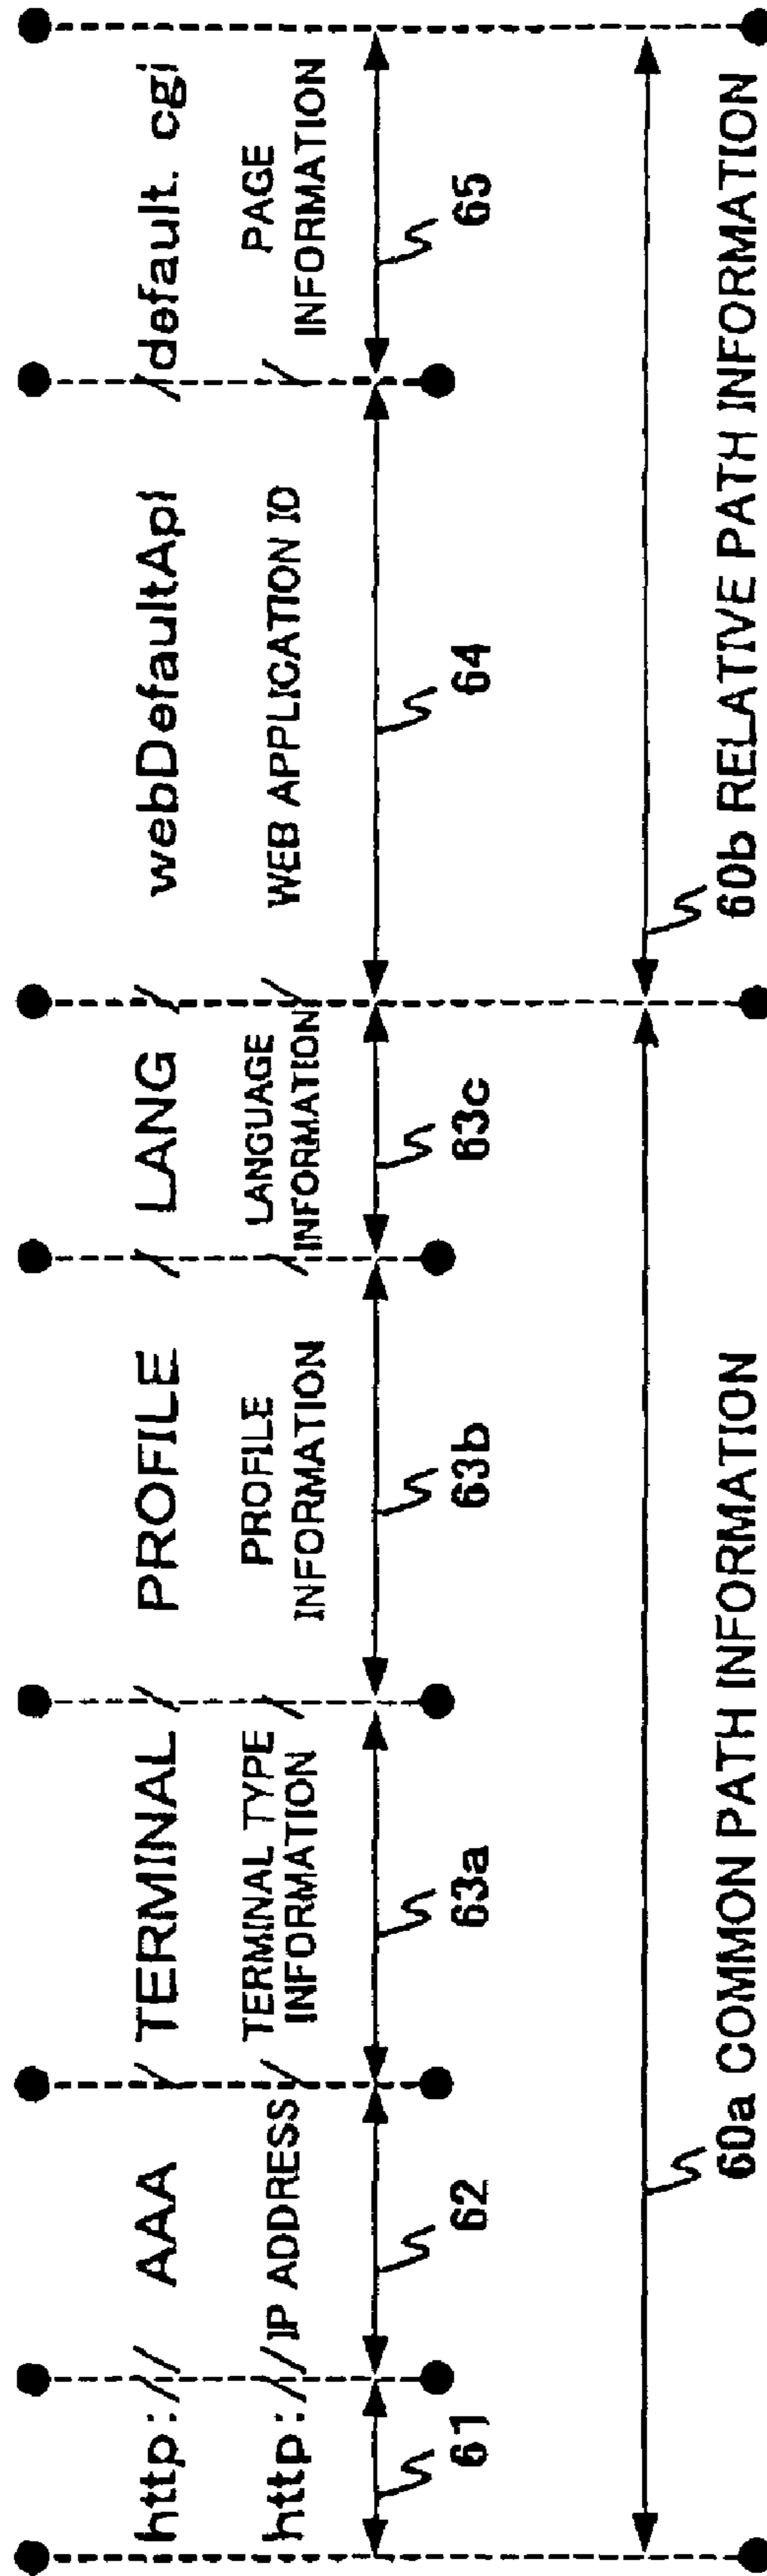 http:// AAA / TERMINAL / PROFILE / LANG / webDefaultApl /default. cgi
http://IP ADDRESS / TERMINAL TYPE INFORMATION / PROFILE INFORMATION / LANGUAGE INFORMATION / WEB APPLICATION ID / PAGE INFORMATION
61 62 63a 63b 63c 64 65
60a COMMON PATH INFORMATION 60b RELATIVE PATH INFORMATION